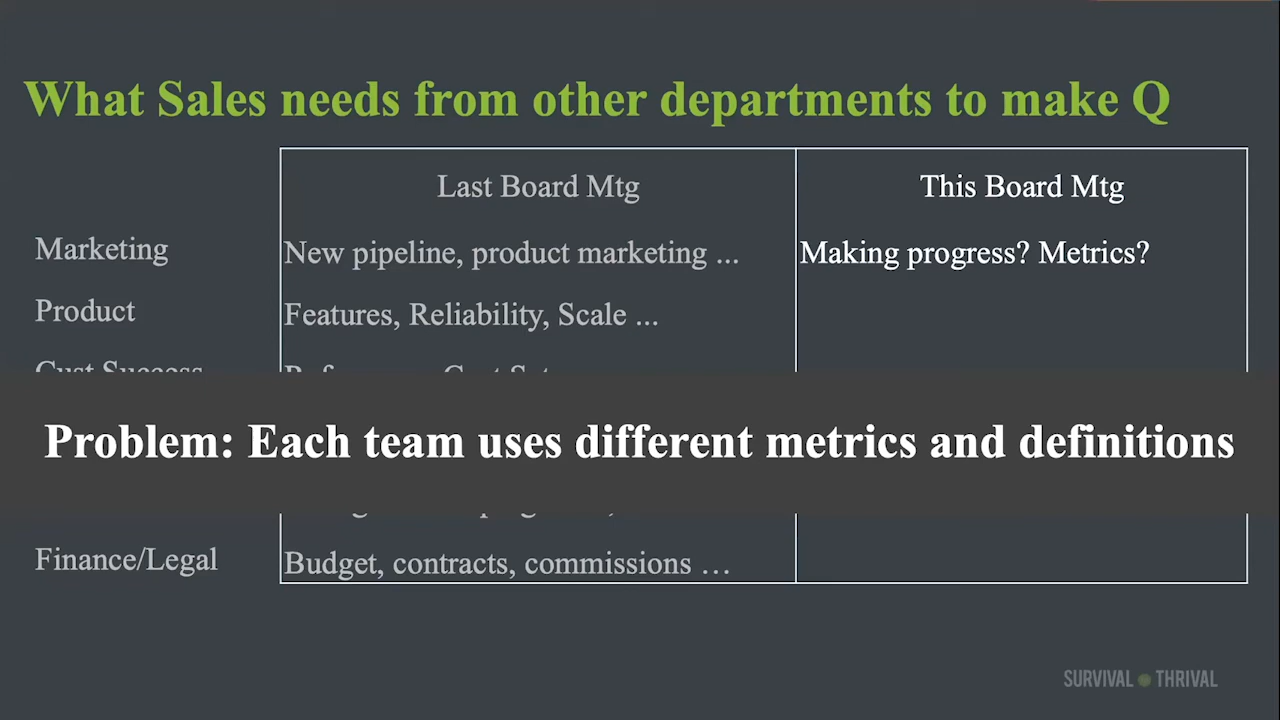 What Sales needs from other departments to make Q
Last Board Mtg This Board Mtg
Marketing New pipeline, product marketing ... Making progress? Metrics?
Product Features, Reliability, Scale ...
Cust Success
Problem: Each team uses different metrics and definitions
Finance/Legal Budget, contracts, commissions …
SURVIVAL THRIVAL